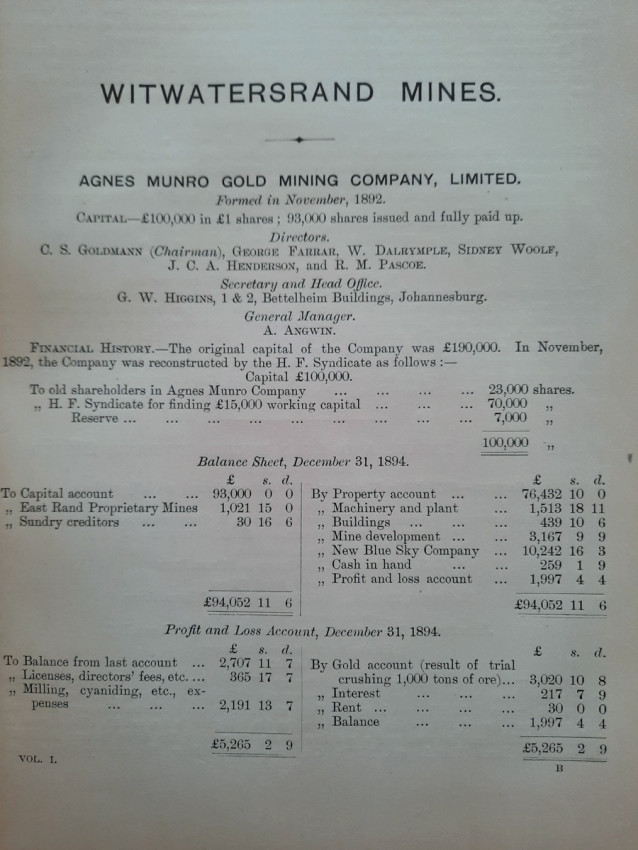 WITWATERSRAND MINES.
AGNES MUNRO GOLD MINING COMPANY, LIMITED.
Formed in November, 1892.
CAPITAL—£100,000 in £1 shares; 93,000 shares issued and fully paid up.
Directors.
C. S. GOLDMANN (Chairman), GEORGE FARRAR, W. DALRYMPLE, SIDNEY WOOLF,
J. C. A. HENDERSON, and R. M. PASCOE.
Secretary and Head Office.
G. W. HIGGINS, 1 & 2, Bettelheim Buildings, Johannesburg.
General Manager.
A. ANGWIN.
FINANCIAL HISTORY.—The original capital of the Company was £190,000. In November,
1892, the Company was reconstructed by the H. F. Syndicate as follows :—
Capital £100,000.
To old shareholders in Agnes Munro Company ... ... ... ... 23,000 shares.
„ H. F. Syndicate for finding £15,000 working capital ... ... ... 70,000 „
Reserve ... ... ... ... ... ... ... ... ... 7,000 „
100,000 „
Balance Sheet, December 31, 1894.
£ s. d.
To Capital account ... ... 93,000 0 0
„ East Rand Proprietary Mines 1,021 15 0
„ Sundry creditors ... ... 30 16 6
£94,052 11 6
£ s. d.
By Property account ... ... 76,432 10 0
„ Machinery and plant ... 1,513 18 11
„ Buildings ... ... ... 439 10 6
„ Mine development ... ... 3,167 9 9
„ New Blue Sky Company ... 10,242 16 3
„ Cash in hand ... ... 259 1 9
„ Profit and loss account ... 1,997 4 4
£94,052 11 6
Profit and Loss Account, December 31, 1894.
£ s. d.
To Balance from last account ... 2,707 11 7
„ Licenses, directors' fees, etc. ... 365 17 7
„ Milling, cyaniding, etc., ex-
penses ... ... ... 2,191 13 7
£5,265 2 9
£ s. d.
By Gold account (result of trial
crushing 1,000 tons of ore)... 3,020 10 8
„ Interest ... ... ... 217 7 9
„ Rent ... ... ... ... 30 0 0
„ Balance ... ... ... 1,997 4 4
£5,265 2 9
VOL. I.
B